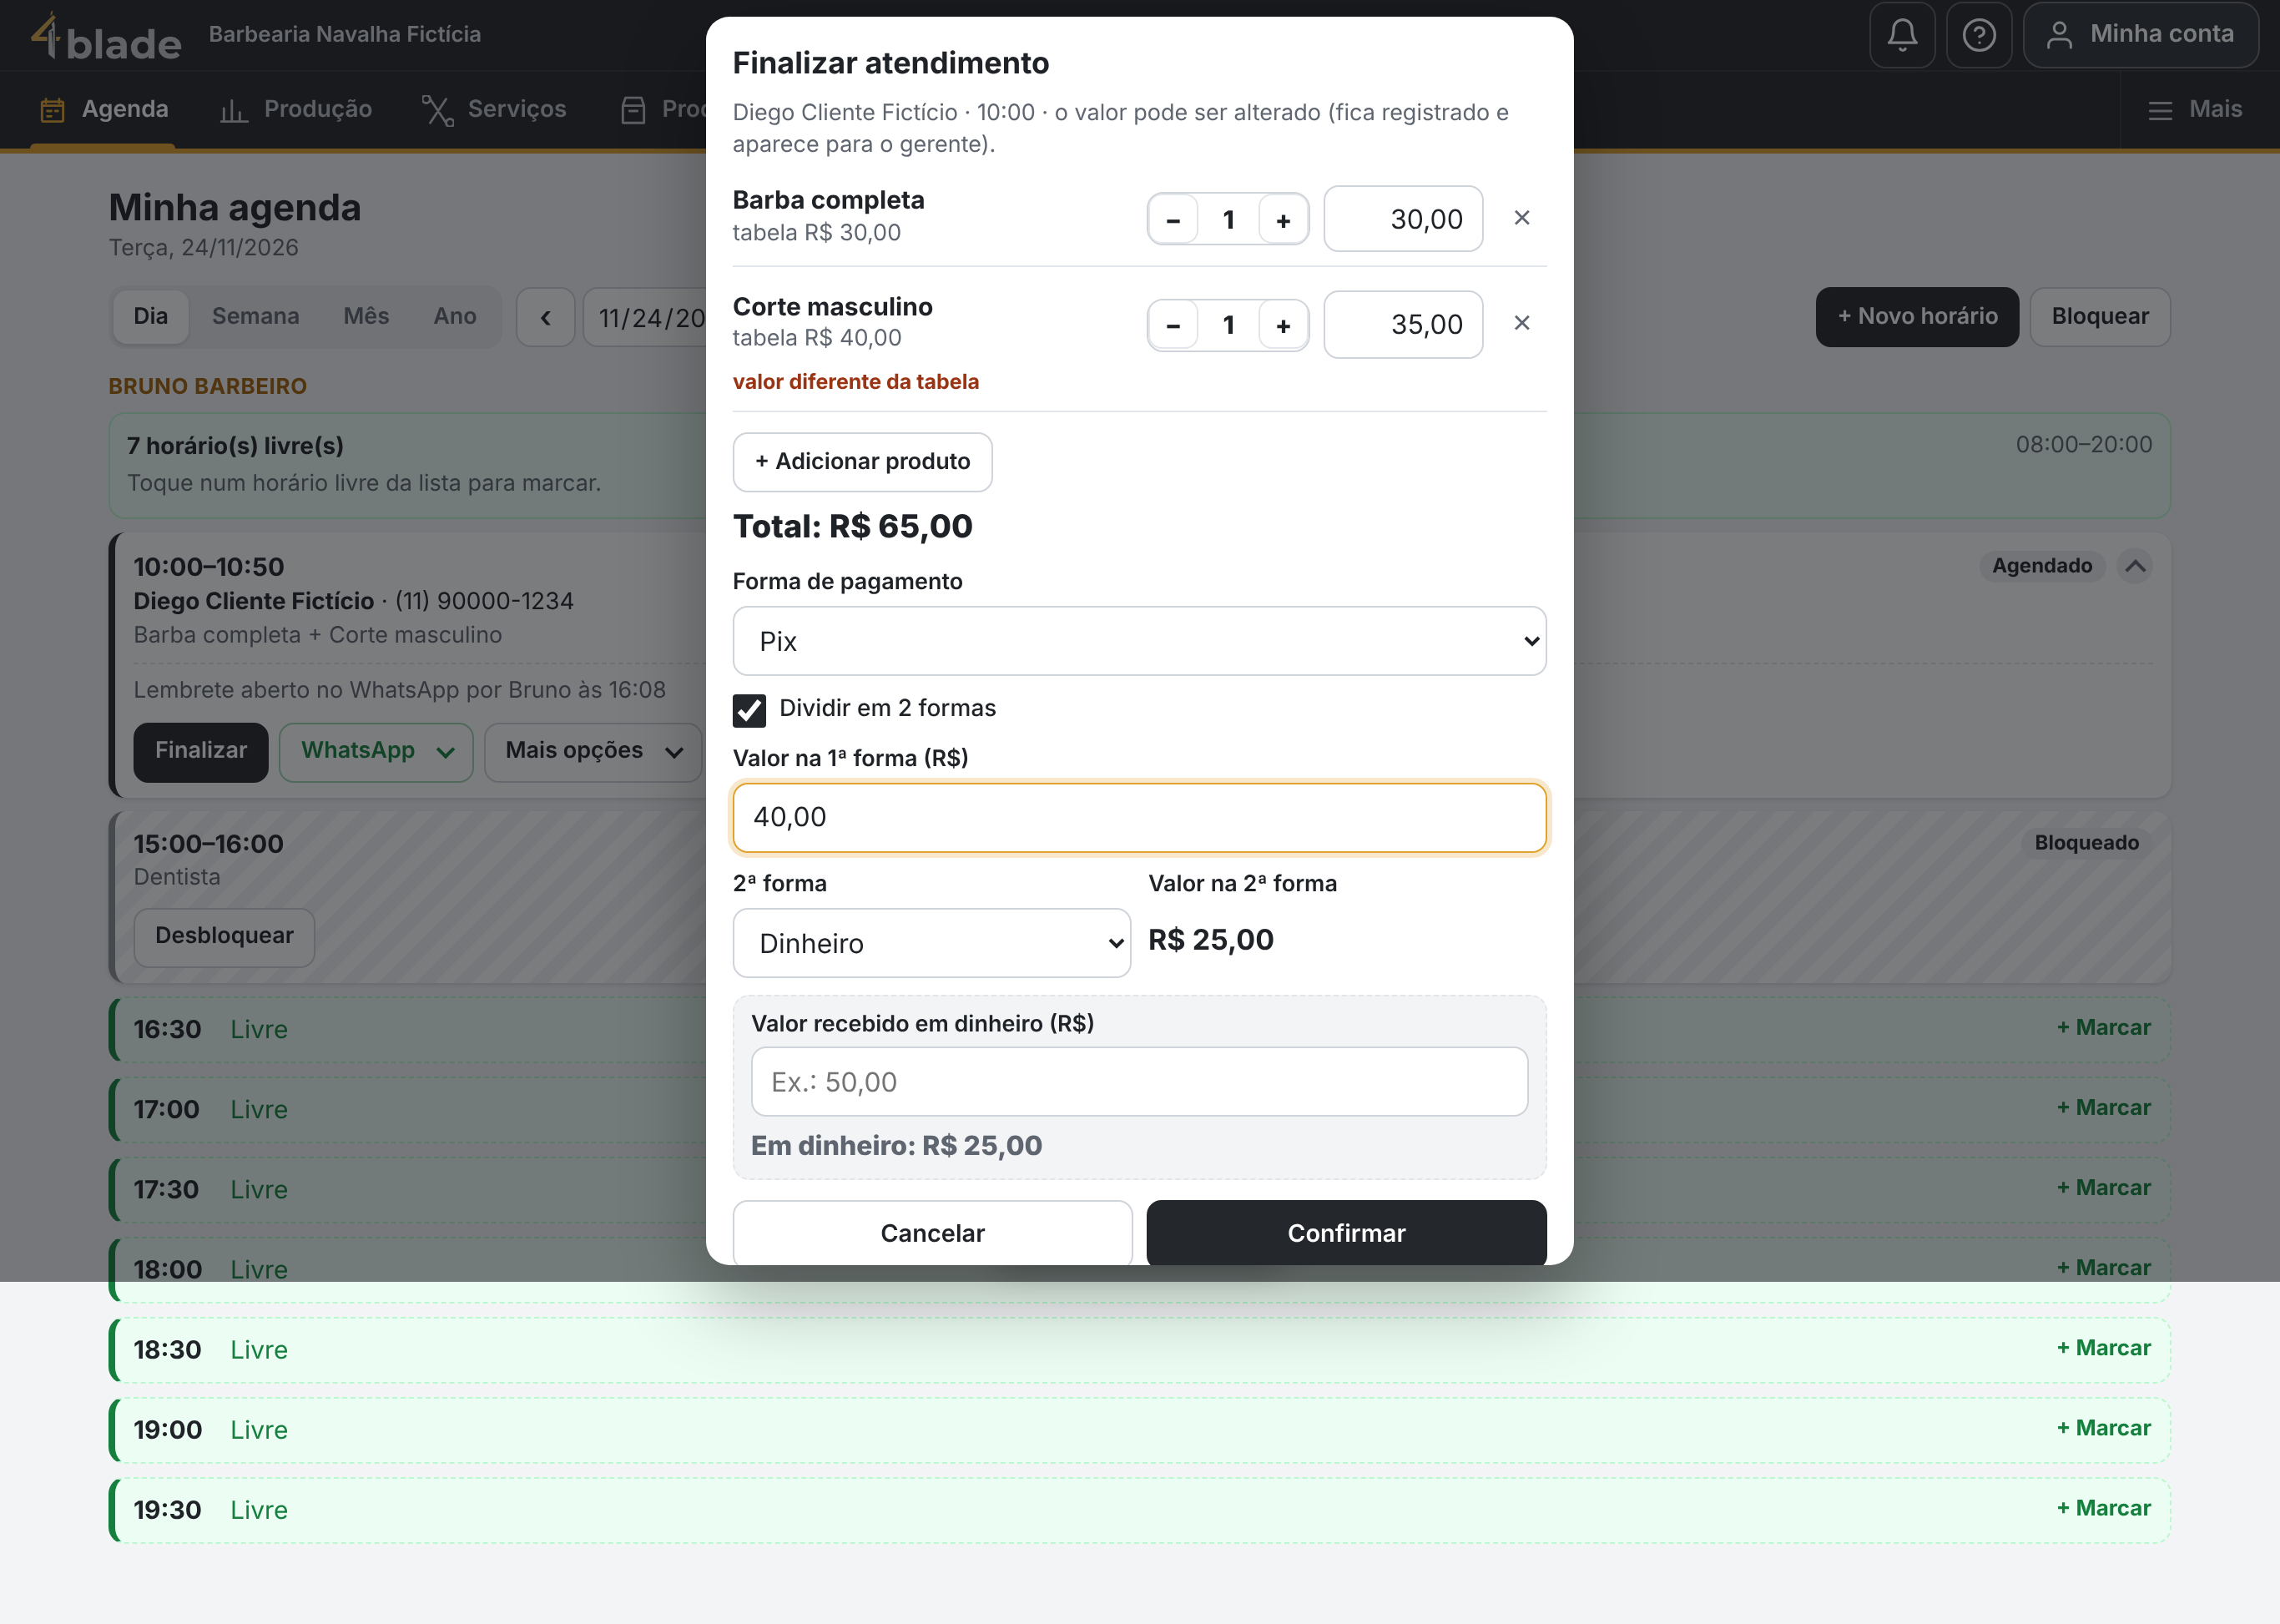 4blade
Barbearia Navalha Fictícia
Minha conta
Agenda
Produção
Serviços
Mais
Minha agenda
Terça, 24/11/2026
Dia
Semana
Mês
Ano
11/24/20
+ Novo horário
Bloquear
BRUNO BARBEIRO
7 horário(s) livre(s)
08:00–20:00
Toque num horário livre da lista para marcar.
10:00–10:50
Agendado
Diego Cliente Fictício · (11) 90000-1234
Barba completa + Corte masculino
Lembrete aberto no WhatsApp por Bruno às 16:08
Finalizar
WhatsApp
Mais opções
15:00–16:00
Bloqueado
Dentista
Desbloquear
16:30 Livre + Marcar
17:00 Livre + Marcar
17:30 Livre + Marcar
18:00 Livre + Marcar
18:30 Livre + Marcar
19:00 Livre + Marcar
19:30 Livre + Marcar
Finalizar atendimento
Diego Cliente Fictício · 10:00 · o valor pode ser alterado (fica registrado e
aparece para o gerente).
Barba completa
tabela R$ 30,00
− 1 + 30,00 ×
Corte masculino
tabela R$ 40,00
− 1 + 35,00 ×
valor diferente da tabela
+ Adicionar produto
Total: R$ 65,00
Forma de pagamento
Pix
Dividir em 2 formas
Valor na 1ª forma (R$)
40,00
2ª forma
Valor na 2ª forma
Dinheiro
R$ 25,00
Valor recebido em dinheiro (R$)
Ex.: 50,00
Em dinheiro: R$ 25,00
Cancelar
Confirmar